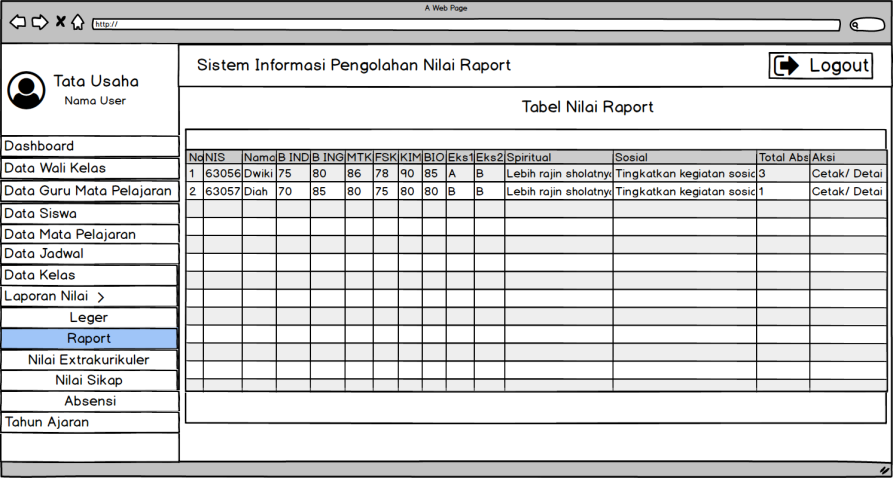 A Web Page
http://
Tata Usaha
Nama User
Sistem Informasi Pengolahan Nilai Raport
Logout
Tabel Nilai Raport
Dashboard
Data Wali Kelas
Data Guru Mata Pelajaran
Data Siswa
Data Mata Pelajaran
Data Jadwal
Data Kelas
Laporan Nilai >
Leger
Raport
Nilai Extrakurikuler
Nilai Sikap
Absensi
Tahun Ajaran
No NIS Nama B IND B ING MTK FSK KIM BIO Eks1 Eks2 Spiritual Sosial Total Abs Aksi
1 63056 Dwiki 75 80 86 78 90 85 A B Lebih rajin sholatnya Tingkatkan kegiatan sosic 3 Cetak/ Detai
2 63057 Diah 70 85 80 75 80 80 B B Lebih rajin sholatnya Tingkatkan kegiatan sosic 1 Cetak/ Detai